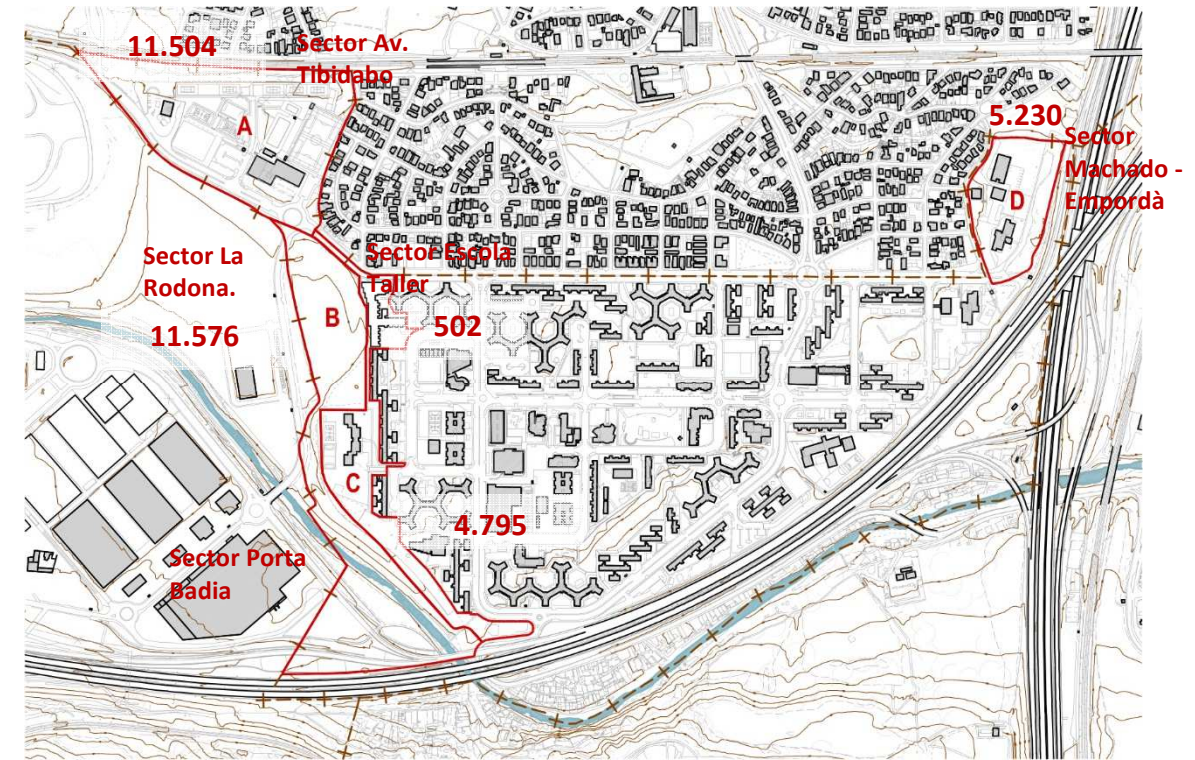 11.504
Sector Av.
Tibidabo
A
5.230
Sector
Machado -
Empordà
D
Sector La
Rodona.
11.576
B
Sector Escola
Taller
502
C
4.795
Sector Porta
Badia